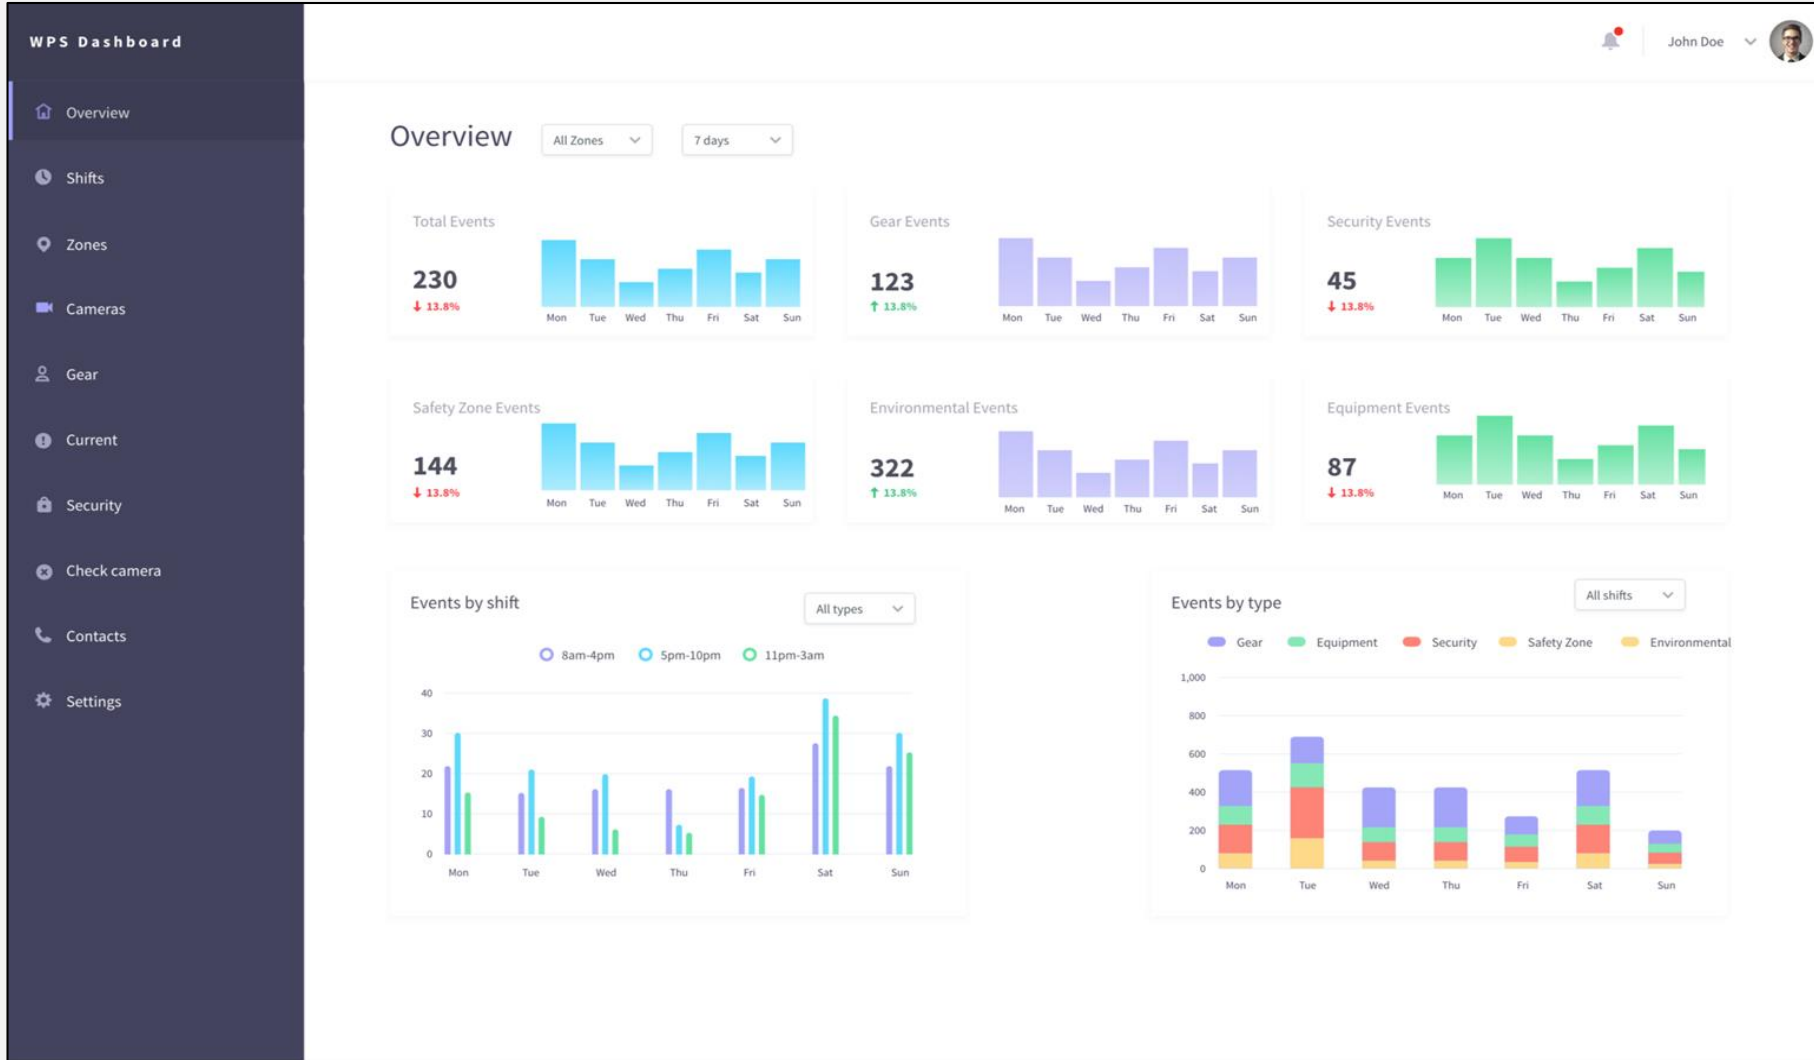 WPS Dashboard
John Doe
Overview
Shifts
Zones
Cameras
Gear
Current
Security
Check camera
Contacts
Settings
Overview
All Zones
7 days
Total Events
230
↓ 13.8%
Mon Tue Wed Thu Fri Sat Sun
Gear Events
123
↑ 13.8%
Mon Tue Wed Thu Fri Sat Sun
Security Events
45
↓ 13.8%
Mon Tue Wed Thu Fri Sat Sun
Safety Zone Events
144
↓ 13.8%
Mon Tue Wed Thu Fri Sat Sun
Environmental Events
322
↑ 13.8%
Mon Tue Wed Thu Fri Sat Sun
Equipment Events
87
↓ 13.8%
Mon Tue Wed Thu Fri Sat Sun
Events by shift
All types
8am-4pm 5pm-10pm 11pm-3am
40
30
20
10
0
Mon Tue Wed Thu Fri Sat Sun
Events by type
All shifts
Gear Equipment Security Safety Zone Environmental
1,000
800
600
400
200
0
Mon Tue Wed Thu Fri Sat Sun